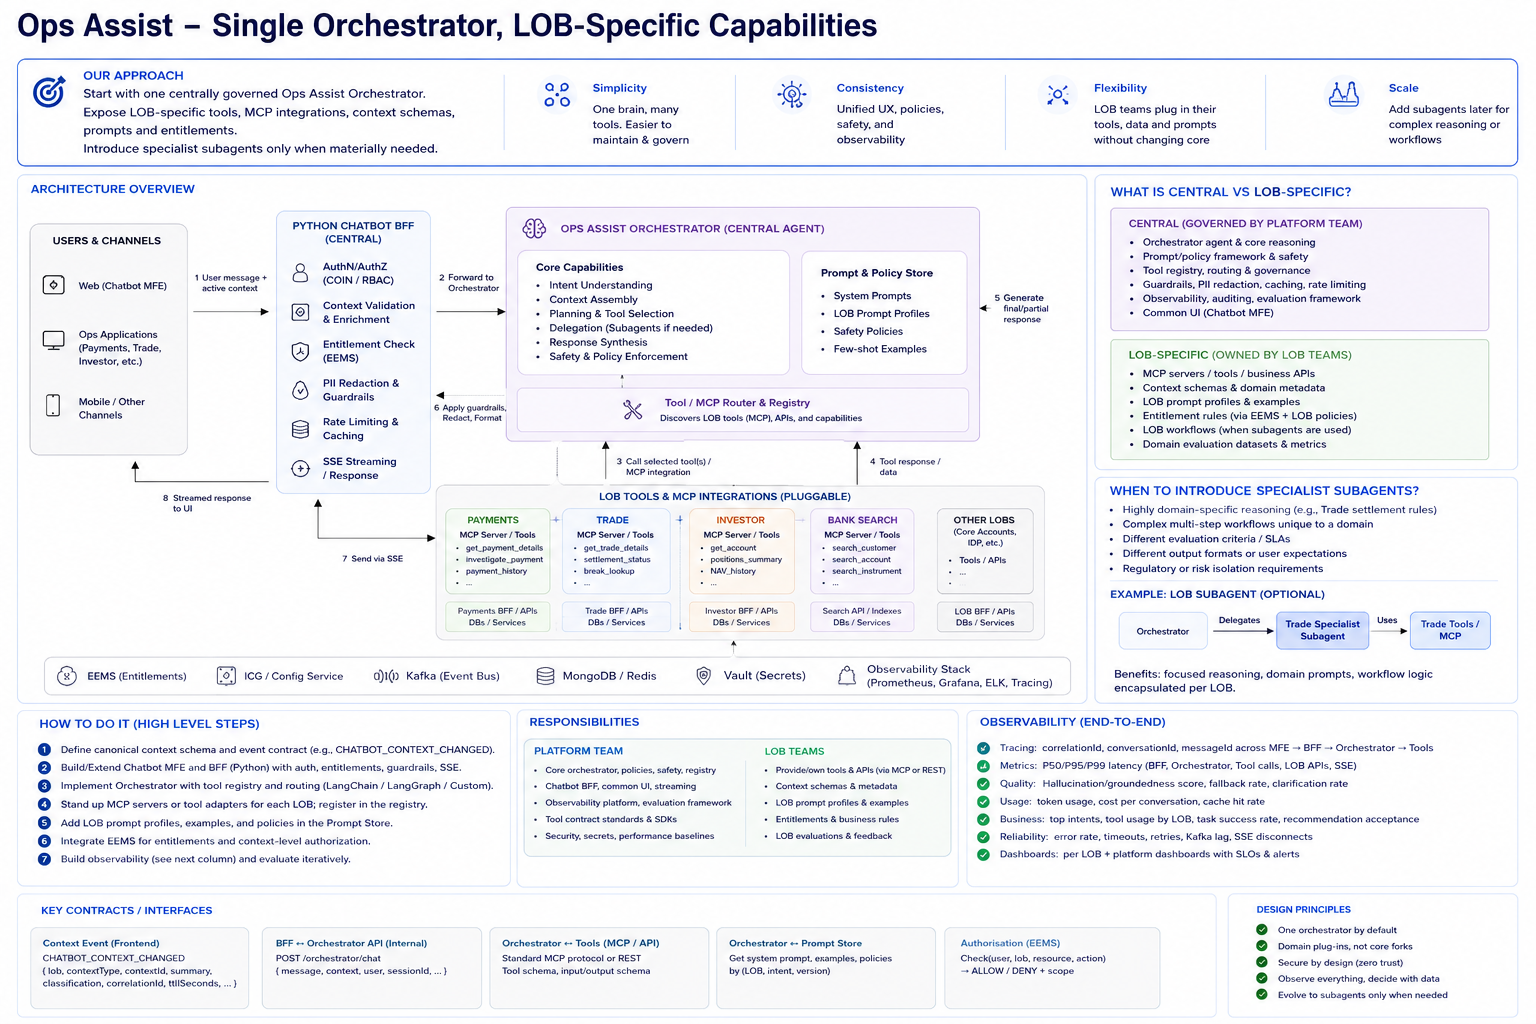 Ops Assist – Single Orchestrator, LOB-Specific Capabilities
OUR APPROACH
Start with one centrally governed Ops Assist Orchestrator.
Expose LOB-specific tools, MCP integrations, context schemas,
prompts and entitlements.
Introduce specialist subagents only when materially needed.
Simplicity
One brain, many
tools. Easier to
maintain & govern
Consistency
Unified UX, policies,
safety, and
observability
Flexibility
LOB teams plug in their
tools, data and prompts
without changing core
Scale
Add subagents later for
complex reasoning or
workflows
ARCHITECTURE OVERVIEW
USERS & CHANNELS
Web (Chatbot MFE)
Ops Applications
(Payments, Trade,
Investor, etc.)
Mobile / Other
Channels
1 User message +
active context
PYTHON CHATBOT BFF
(CENTRAL)
AuthN/AuthZ
(COIN / RBAC)
Context Validation
& Enrichment
Entitlement Check
(EEMS)
PII Redaction &
Guardrails
Rate Limiting &
Caching
SSE Streaming
/ Response
2 Forward to
Orchestrator
OPS ASSIST ORCHESTRATOR (CENTRAL AGENT)
Core Capabilities
• Intent Understanding
• Context Assembly
• Planning & Tool Selection
• Delegation (Subagents if needed)
• Response Synthesis
• Safety & Policy Enforcement
Prompt & Policy Store
• System Prompts
• LOB Prompt Profiles
• Safety Policies
• Few-shot Examples
Tool / MCP Router & Registry
Discovers LOB tools (MCP), APIs, and capabilities
5 Generate
final/partial
response
6 Apply guardrails,
Redact, Format
3 Call selected tool(s) /
MCP integration
4 Tool response /
data
8 Streamed response
to UI
7 Send via SSE
LOB TOOLS & MCP INTEGRATIONS (PLUGGABLE)
PAYMENTS
MCP Server / Tools
• get_payment_details
• investigate_payment
• payment_history
• ...
Payments BFF / APIs
DBs / Services
TRADE
MCP Server / Tools
• get_trade_details
• settlement_status
• break_lookup
• ...
Trade BFF / APIs
DBs / Services
INVESTOR
MCP Server / Tools
• get_account
• positions_summary
• NAV_history
• ...
Investor BFF / APIs
DBs / Services
BANK SEARCH
MCP Server / Tools
• search_customer
• search_account
• search_instrument
• ...
Search API / Indexes
DBs / Services
OTHER LOBS
(Core Accounts,
IDP, etc.)
• Tools / APIs
• ...
LOB BFF / APIs
DBs / Services
EEMS (Entitlements)
ICG / Config Service
Kafka (Event Bus)
MongoDB / Redis
Vault (Secrets)
Observability Stack
(Prometheus, Grafana, ELK, Tracing)
WHAT IS CENTRAL VS LOB-SPECIFIC?
CENTRAL (GOVERNED BY PLATFORM TEAM)
• Orchestrator agent & core reasoning
• Prompt/policy framework & safety
• Tool registry, routing & governance
• Guardrails, PII redaction, caching, rate limiting
• Observability, auditing, evaluation framework
• Common UI (Chatbot MFE)
LOB-SPECIFIC (OWNED BY LOB TEAMS)
• MCP servers / tools / business APIs
• Context schemas & domain metadata
• LOB prompt profiles & examples
• Entitlement rules (via EEMS + LOB policies)
• LOB workflows (when subagents are used)
• Domain evaluation datasets & metrics
WHEN TO INTRODUCE SPECIALIST SUBAGENTS?
• Highly domain-specific reasoning (e.g., Trade settlement rules)
• Complex multi-step workflows unique to a domain
• Different evaluation criteria / SLAs
• Different output formats or user expectations
• Regulatory or risk isolation requirements
EXAMPLE: LOB SUBAGENT (OPTIONAL)
Orchestrator
Delegates
Trade Specialist
Subagent
Uses
Trade Tools /
MCP
Benefits: focused reasoning, domain prompts, workflow logic
encapsulated per LOB.
HOW TO DO IT (HIGH LEVEL STEPS)
1 Define canonical context schema and event contract (e.g., CHATBOT_CONTEXT_CHANGED).
2 Build/Extend Chatbot MFE and BFF (Python) with auth, entitlements, guardrails, SSE.
3 Implement Orchestrator with tool registry and routing (LangChain / LangGraph / Custom).
4 Stand up MCP servers or tool adapters for each LOB; register in the registry.
5 Add LOB prompt profiles, examples, and policies in the Prompt Store.
6 Integrate EEMS for entitlements and context-level authorization.
7 Build observability (see next column) and evaluate iteratively.
RESPONSIBILITIES
PLATFORM TEAM
• Core orchestrator, policies, safety, registry
• Chatbot BFF, common UI, streaming
• Observability platform, evaluation framework
• Tool contract standards & SDKs
• Security, secrets, performance baselines
LOB TEAMS
• Provide/own tools & APIs (via MCP or REST)
• Context schemas & metadata
• LOB prompt profiles & examples
• Entitlements & business rules
• LOB evaluations & feedback
OBSERVABILITY (END-TO-END)
Tracing: correlationId, conversationId, messageId across MFE → BFF → Orchestrator → Tools
Metrics: P50/P95/P99 latency (BFF, Orchestrator, Tool calls, LOB APIs, SSE)
Quality: Hallucination/groundedness score, fallback rate, clarification rate
Usage: token usage, cost per conversation, cache hit rate
Business: top intents, tool usage by LOB, task success rate, recommendation acceptance
Reliability: error rate, timeouts, retries, Kafka lag, SSE disconnects
Dashboards: per LOB + platform dashboards with SLOs & alerts
KEY CONTRACTS / INTERFACES
Context Event (Frontend)
CHATBOT_CONTEXT_CHANGED
{ lob, contextType, contextId, summary,
classification, correlationId, ttlSeconds, ... }
BFF ↔ Orchestrator API (Internal)
POST /orchestrator/chat
{ message, context, user, sessionId, ... }
Orchestrator ↔ Tools (MCP / API)
Standard MCP protocol or REST
Tool schema, input/output schema
Orchestrator ↔ Prompt Store
Get system prompt, examples, policies
by (LOB, intent, version)
Authorisation (EEMS)
Check(user, lob, resource, action)
→ ALLOW / DENY + scope
DESIGN PRINCIPLES
One orchestrator by default
Domain plug-ins, not core forks
Secure by design (zero trust)
Observe everything, decide with data
Evolve to subagents only when needed